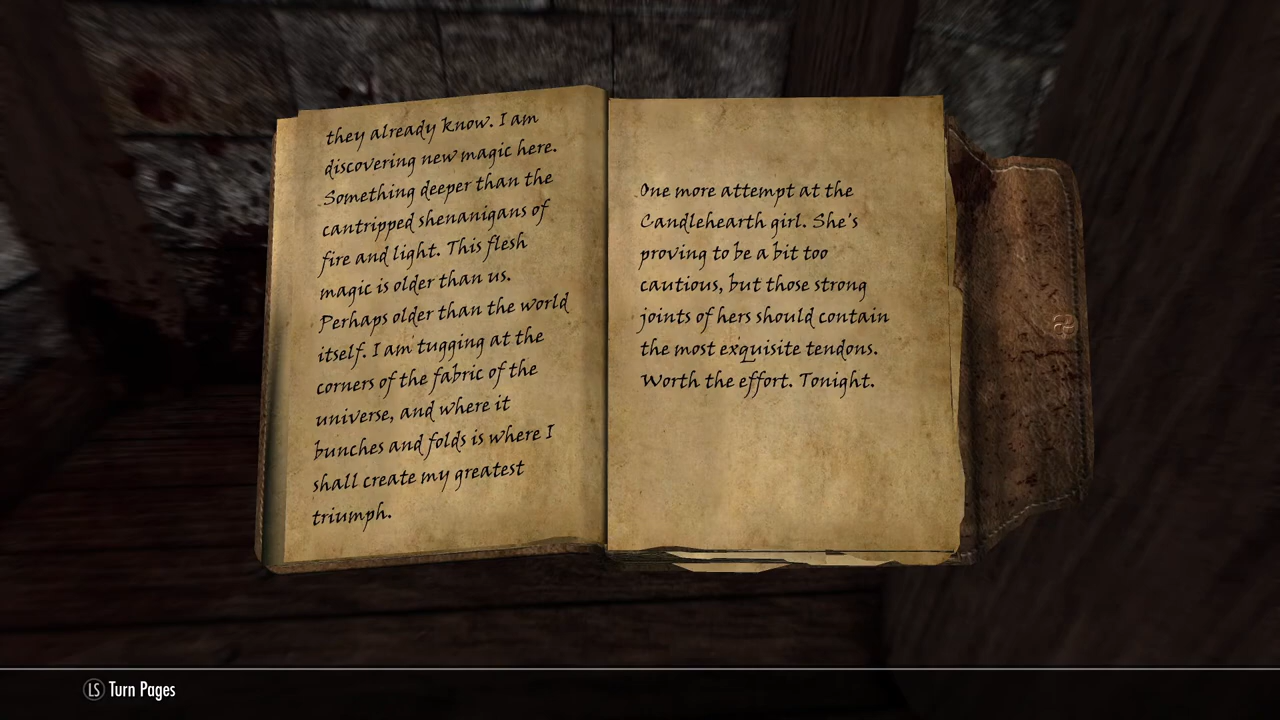 they already know. I am
discovering new magic here.
Something deeper than the
cantripped shenanigans of
fire and light. This flesh
magic is older than us.
Perhaps older than the world
itself. I am tugging at the
corners of the fabric of the
universe, and where it
bunches and folds is where I
shall create my greatest
triumph.
One more attempt at the
Candlehearth girl. She's
proving to be a bit too
cautious, but those strong
joints of hers should contain
the most exquisite tendons.
Worth the effort. Tonight.
LS Turn Pages